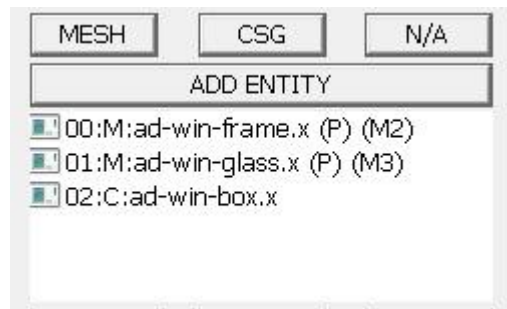 MESH CSG N/A
ADD ENTITY
00:M:ad-win-frame.x (P) (M2)
01:M:ad-win-glass.x (P) (M3)
02:C:ad-win-box.x